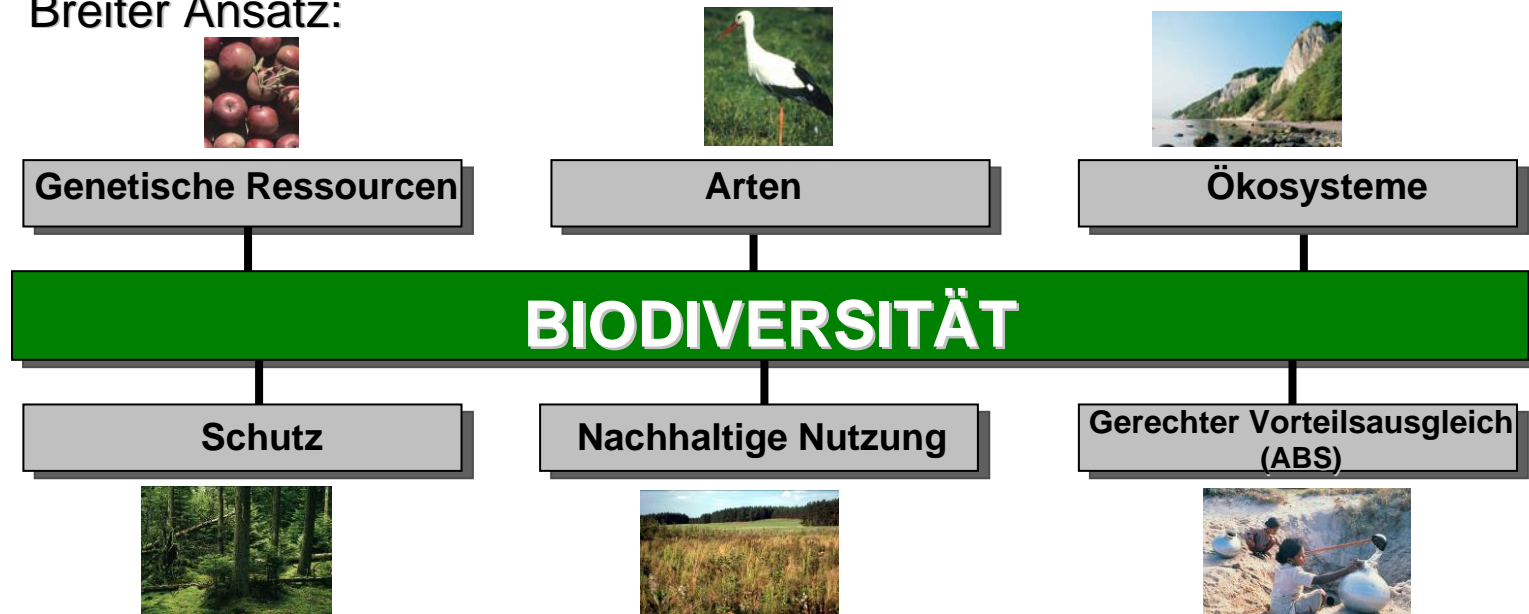 Breiter Ansatz:
Genetische Ressourcen
Arten
Ökosysteme
BIODIVERSITÄT
Schutz
Nachhaltige Nutzung
Gerechter Vorteilsausgleich
(ABS)